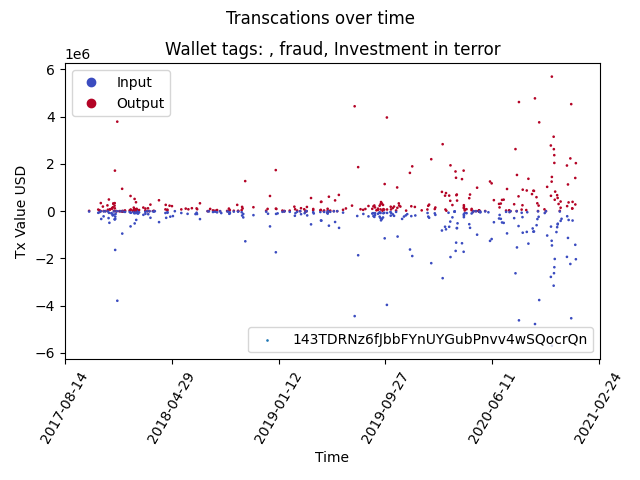 Transcations over time
Wallet tags: , fraud, Investment in terror
1e6
Input
Output
6
4
2
0
−2
−4
−6
Tx Value USD
143TDRNz6fJbbFYnUYGubPnvv4wSQocrQn
2017-08-14
2018-04-29
2019-01-12
2019-09-27
2020-06-11
2021-02-24
Time